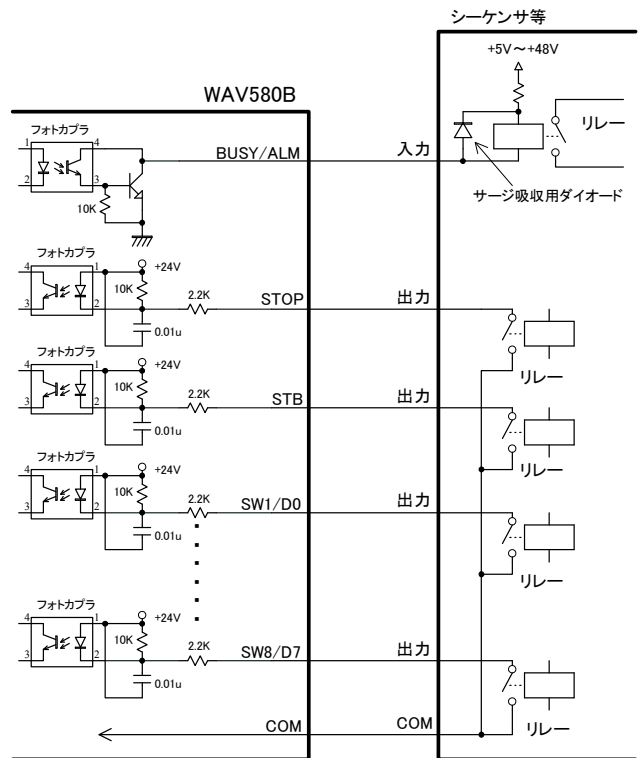 シーケンサ等
+5V～+48V
リレー
サージ吸収用ダイオード
WAV580B
フォトカプラ
1
4
2
3
10K
BUSY/ALM
入力
フォトカプラ
4
1
3
2
+24V
10K
0.01u
2.2K
STOP
出力
リレー
フォトカプラ
4
1
3
2
+24V
10K
0.01u
2.2K
STB
出力
リレー
フォトカプラ
4
1
3
2
+24V
10K
0.01u
2.2K
SW1/D0
出力
リレー
フォトカプラ
4
1
3
2
+24V
10K
0.01u
2.2K
SW8/D7
出力
リレー
COM
COM